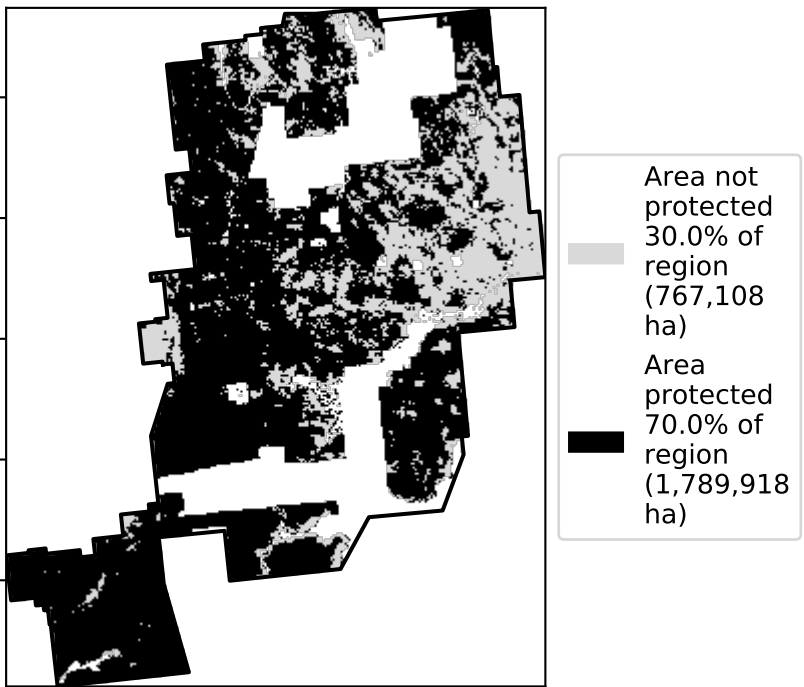 Area not
protected
30.0% of
region
(767,108
ha)
Area
protected
70.0% of
region
(1,789,918
ha)